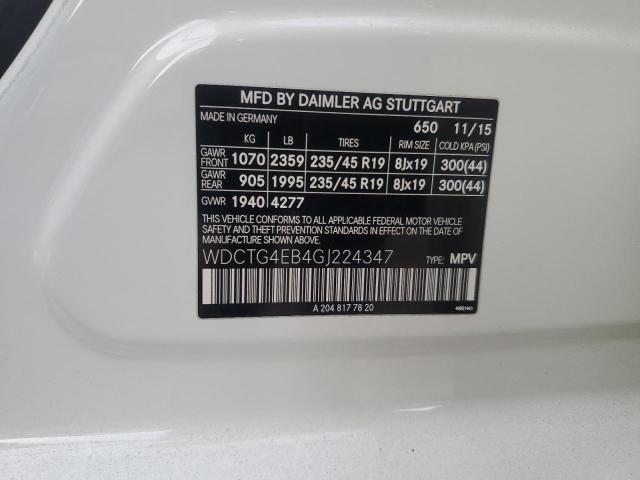 MFD BY DAIMLER AG STUTTGART
MADE IN GERMANY 650 11/15
KG LB TIRES RIM SIZE COLD KPA (PSI)
GAWR FRONT 1070 2359 235/45 R19 8Jx19 300(44)
GAWR REAR 905 1995 235/45 R19 8Jx19 300(44)
GVWR 1940 4277
THIS VEHICLE CONFORMS TO ALL APPLICABLE FEDERAL MOTOR VEHICLE
SAFETY AND THEFT PREVENTION STANDARDS IN EFFECT ON THE DATE OF
MANUFACTURE SHOWN ABOVE.
WDCTG4EB4GJ224347 TYPE: MPV
A 204 817 78 20